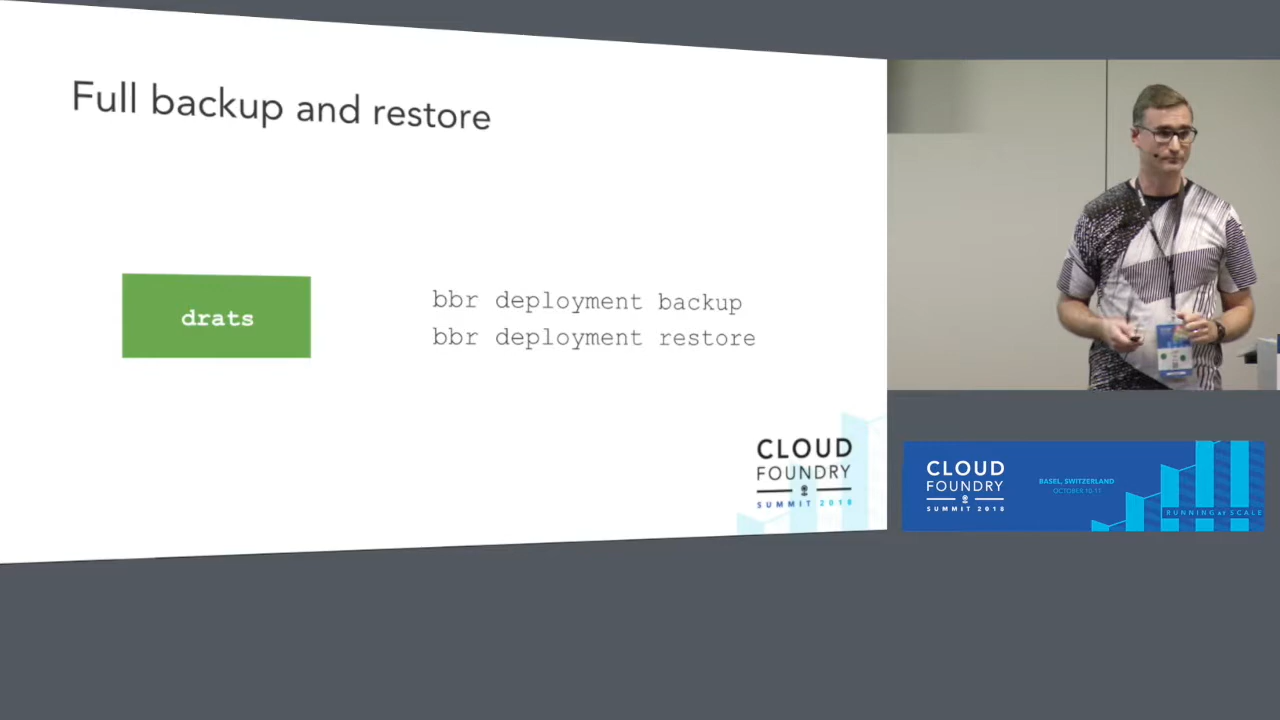 Full backup and restore
drats
bbr deployment backup
bbr deployment restore
CLOUD
FOUNDRY
SUMMIT 2018
CLOUD
FOUNDRY
SUMMIT 2018
BASEL, SWITZERLAND
OCTOBER 10-11
RUNNING at SCALE